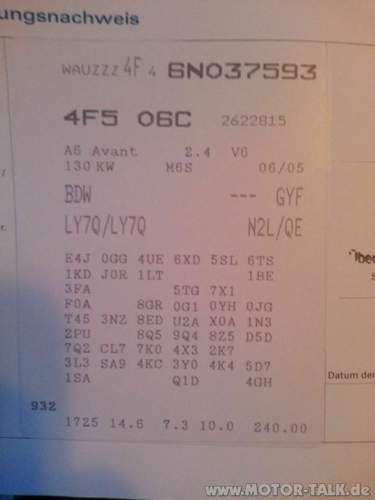 ungsnachweis
WAUZZZ 4F 4 6N037593
4F5 06C 2622815
A6 Avant 2.4 V6
130 KW M6S 06/05
BDW --- GYF
LY7Q/LY7Q N2L/QE
E4J 0GG 4UE 6XD 5SL 6TS
1KD J0R 1LT 1BE
3FA 5TG 7X1
F0A 8GR 0G1 0YH 0JG
T45 3NZ 8ED U2A X0A 1N3
2PU 8Q5 9Q4 8Z5 D5D
7Q2 CL7 7K0 4X3 2K7
3L3 SA9 4KC 3Y0 4K4 5D7
1SA Q1D 4GH
Datum der
932
1725 14.6 7.3 10.0 240.00
www.MOTOR-TALK.de